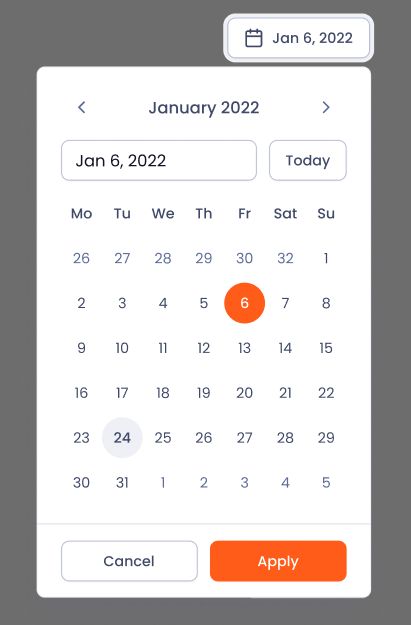 Jan 6, 2022
January 2022
Jan 6, 2022 Today
Mo Tu We Th Fr Sat Su
26 27 28 29 30 32 1
2 3 4 5 6 7 8
9 10 11 12 13 14 15
16 17 18 19 20 21 22
23 24 25 26 27 28 29
30 31 1 2 3 4 5
Cancel Apply